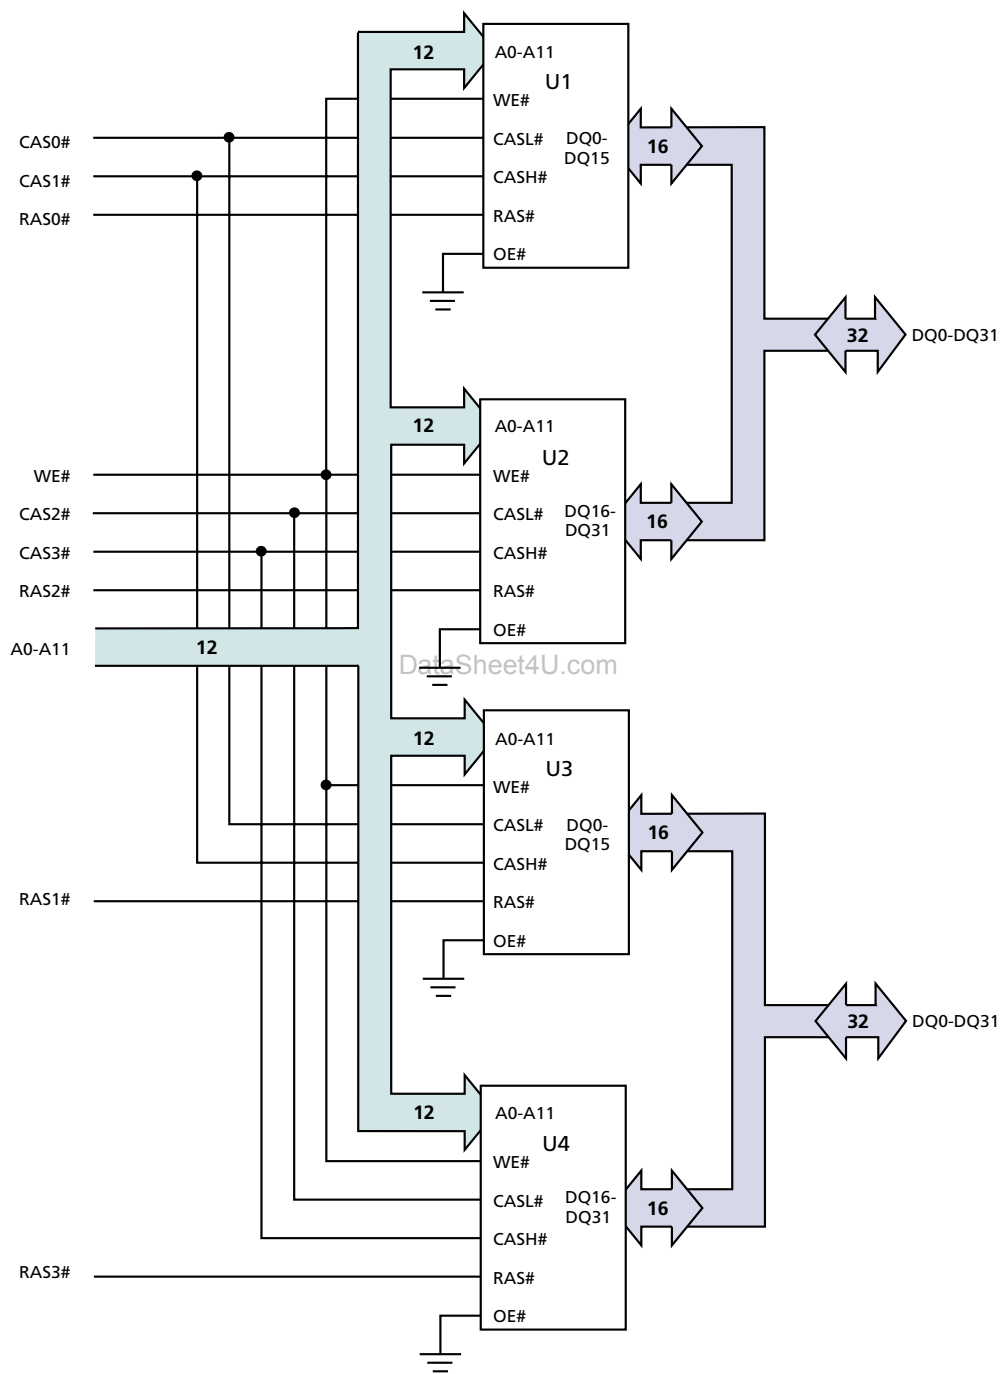 12
A0-A11
U1
WE#
CAS0#
CASL#
DQ0-
DQ15
16
CAS1#
CASH#
RAS0#
RAS#
OE#
32
DQ0-DQ31
12
A0-A11
U2
WE#
WE#
CAS2#
CASL#
DQ16-
DQ31
16
CAS3#
CASH#
RAS2#
RAS#
OE#
A0-A11
12
DataSheet4U.com
12
A0-A11
U3
WE#
CASL#
DQ0-
DQ15
16
CASH#
RAS1#
RAS#
OE#
32
DQ0-DQ31
12
A0-A11
U4
WE#
CASL#
DQ16-
DQ31
16
CASH#
RAS3#
RAS#
OE#